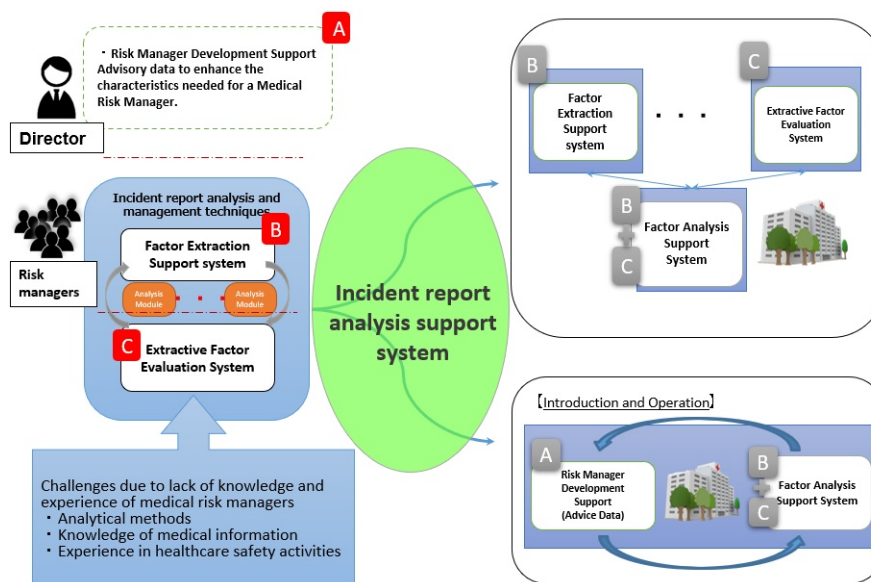 A
・ Risk Manager Development Support
Advisory data to enhance the
characteristics needed for a Medical
Risk Manager.
Director
Incident report analysis and
management techniques
B
Factor Extraction
Support system
Risk
managers
Analysis
Module
・ ・
Analysis
Module
C
Extractive Factor
Evaluation System
Challenges due to lack of knowledge and
experience of medical risk managers
・ Analytical methods
・ Knowledge of medical information
・ Experience in healthcare safety activities
Incident report
analysis support
system
B
Factor
Extraction
Support
system
・ ・ ・
C
Extractive Factor
Evaluation
System
B
+
C
Factor Analysis
Support
System
【Introduction and Operation】
A
Risk Manager
Development
Support
(Advice Data)
B
+
C
Factor Analysis
Support System